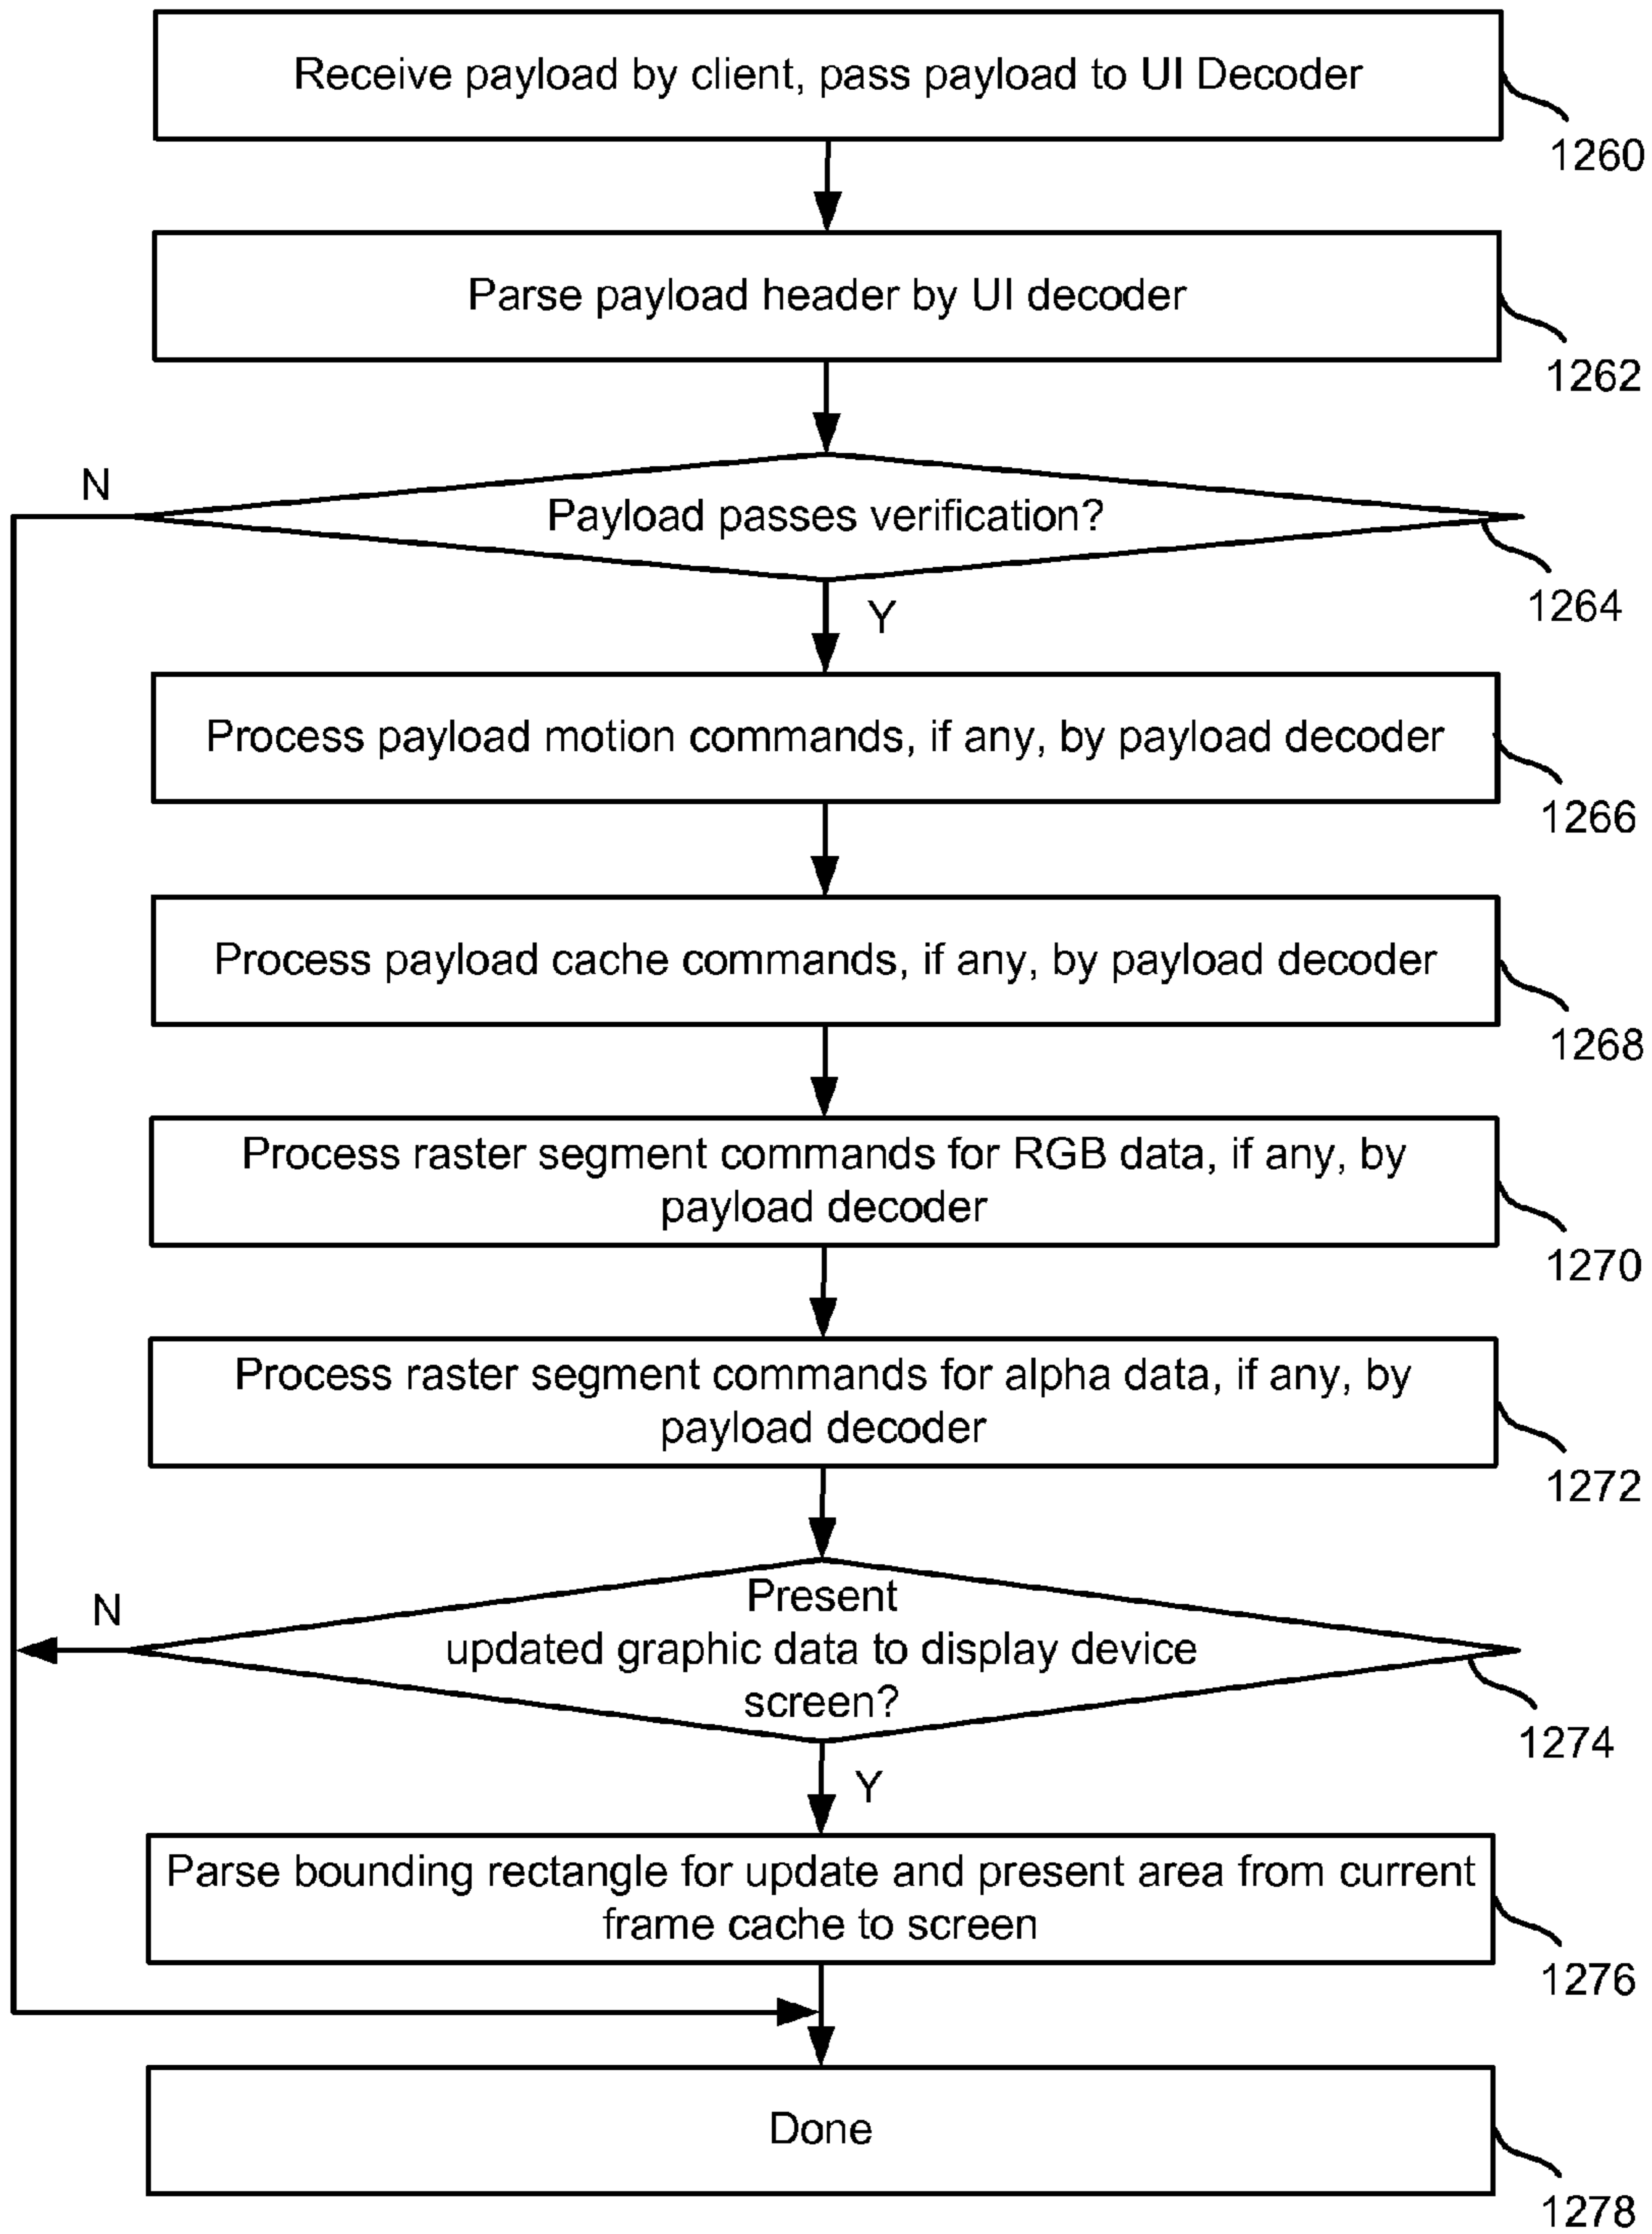 Receive payload by client, pass payload to UI Decoder
1260
Parse payload header by UI decoder
1262
N
Payload passes verification?
1264
Y
Process payload motion commands, if any, by payload decoder
1266
Process payload cache commands, if any, by payload decoder
1268
Process raster segment commands for RGB data, if any, by
payload decoder
1270
Process raster segment commands for alpha data, if any, by
payload decoder
1272
N
Present
updated graphic data to display device
screen?
1274
Y
Parse bounding rectangle for update and present area from current
frame cache to screen
1276
Done
1278